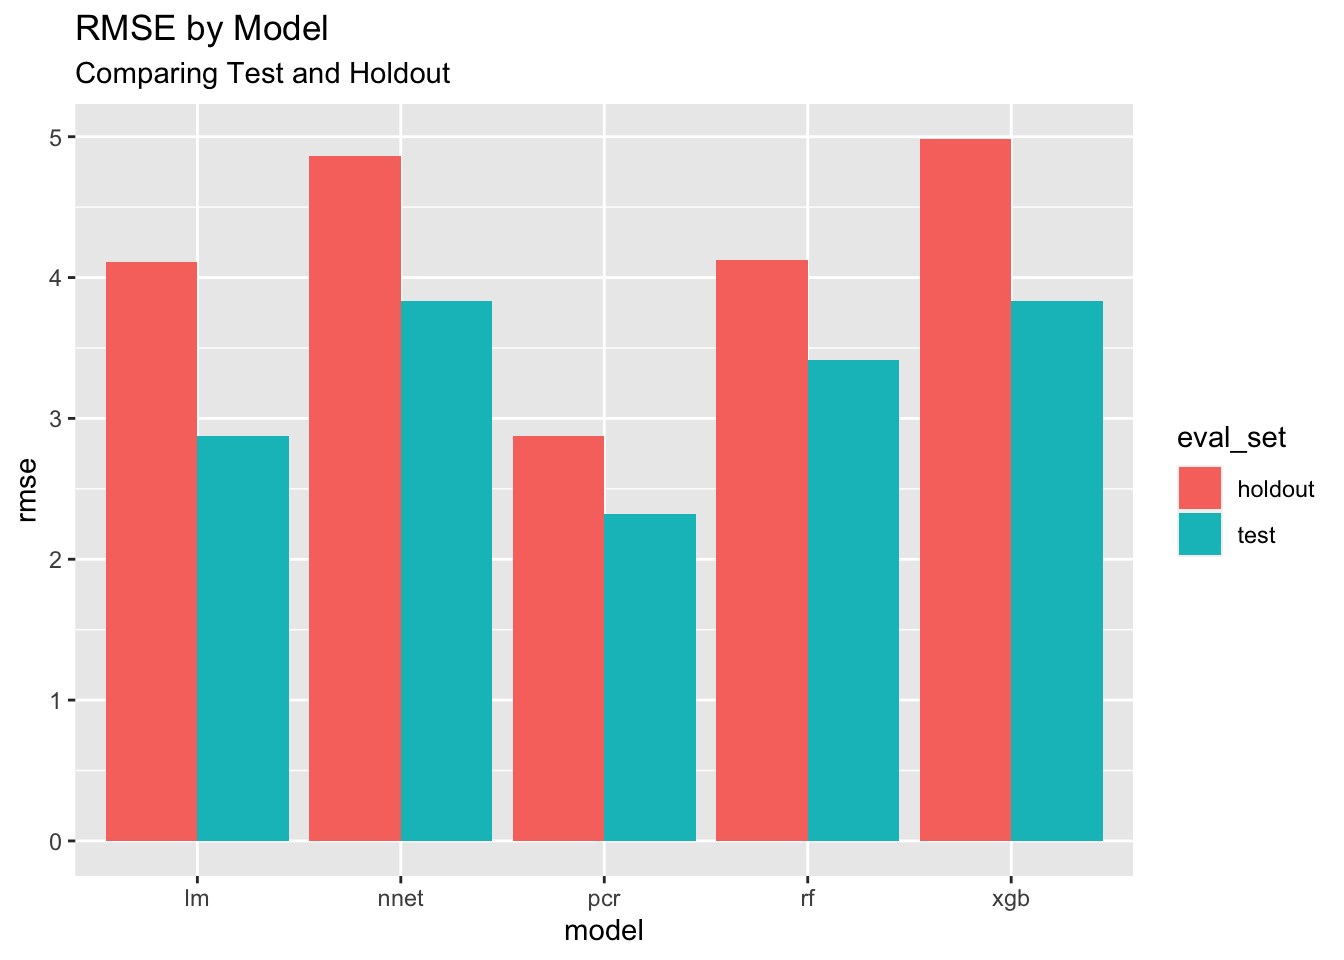 RMSE by Model
Comparing Test and Holdout
5
4
3
2
1
0
rmse
lm nnet pcr rf xgb
model
eval_set
holdout
test